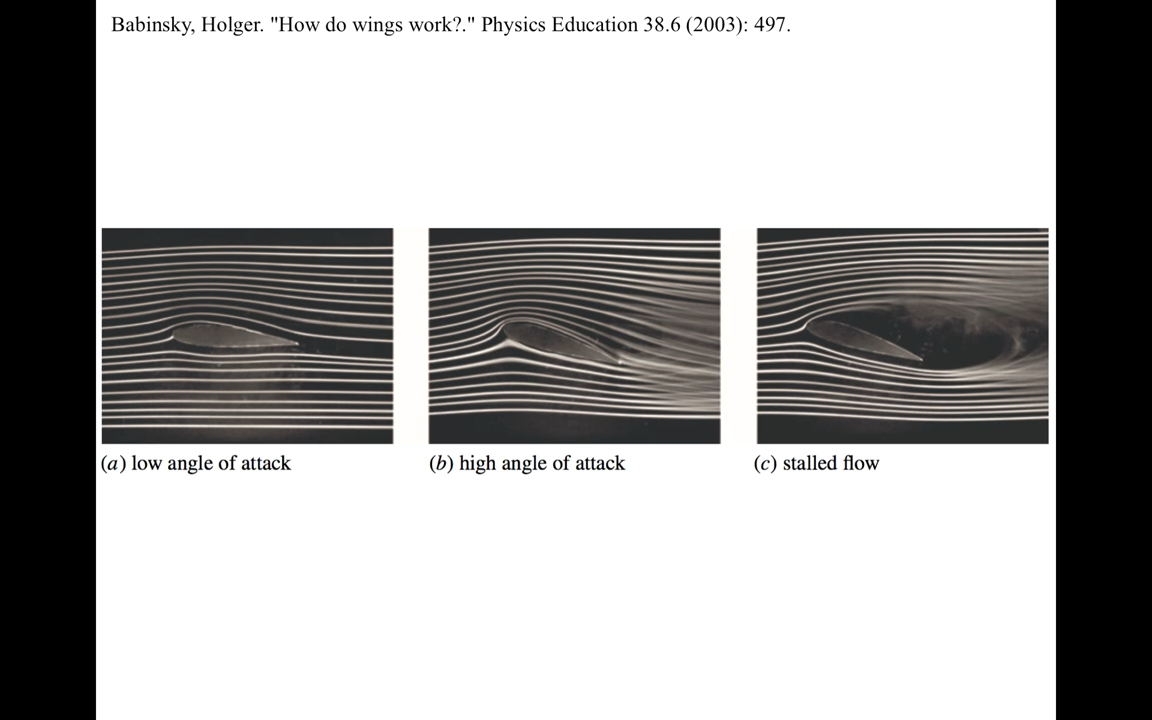 Babinsky, Holger. "How do wings work?." Physics Education 38.6 (2003): 497.
(a) low angle of attack
(b) high angle of attack
(c) stalled flow